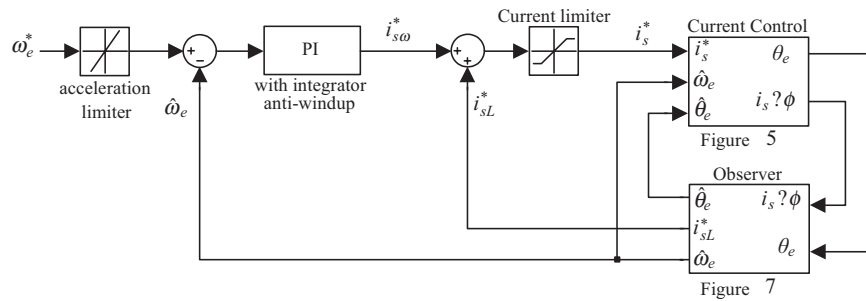 ω*e
acceleration
limiter
+
−
ω̂e
PI
with integrator
anti-windup
i*sω
+
+
i*sL
Current limiter
i*s
Current Control
i*s
ω̂e
θ̂e
θe
is?ϕ
Figure 5
Observer
θ̂e
i*sL
ω̂e
is?ϕ
θe
Figure 7